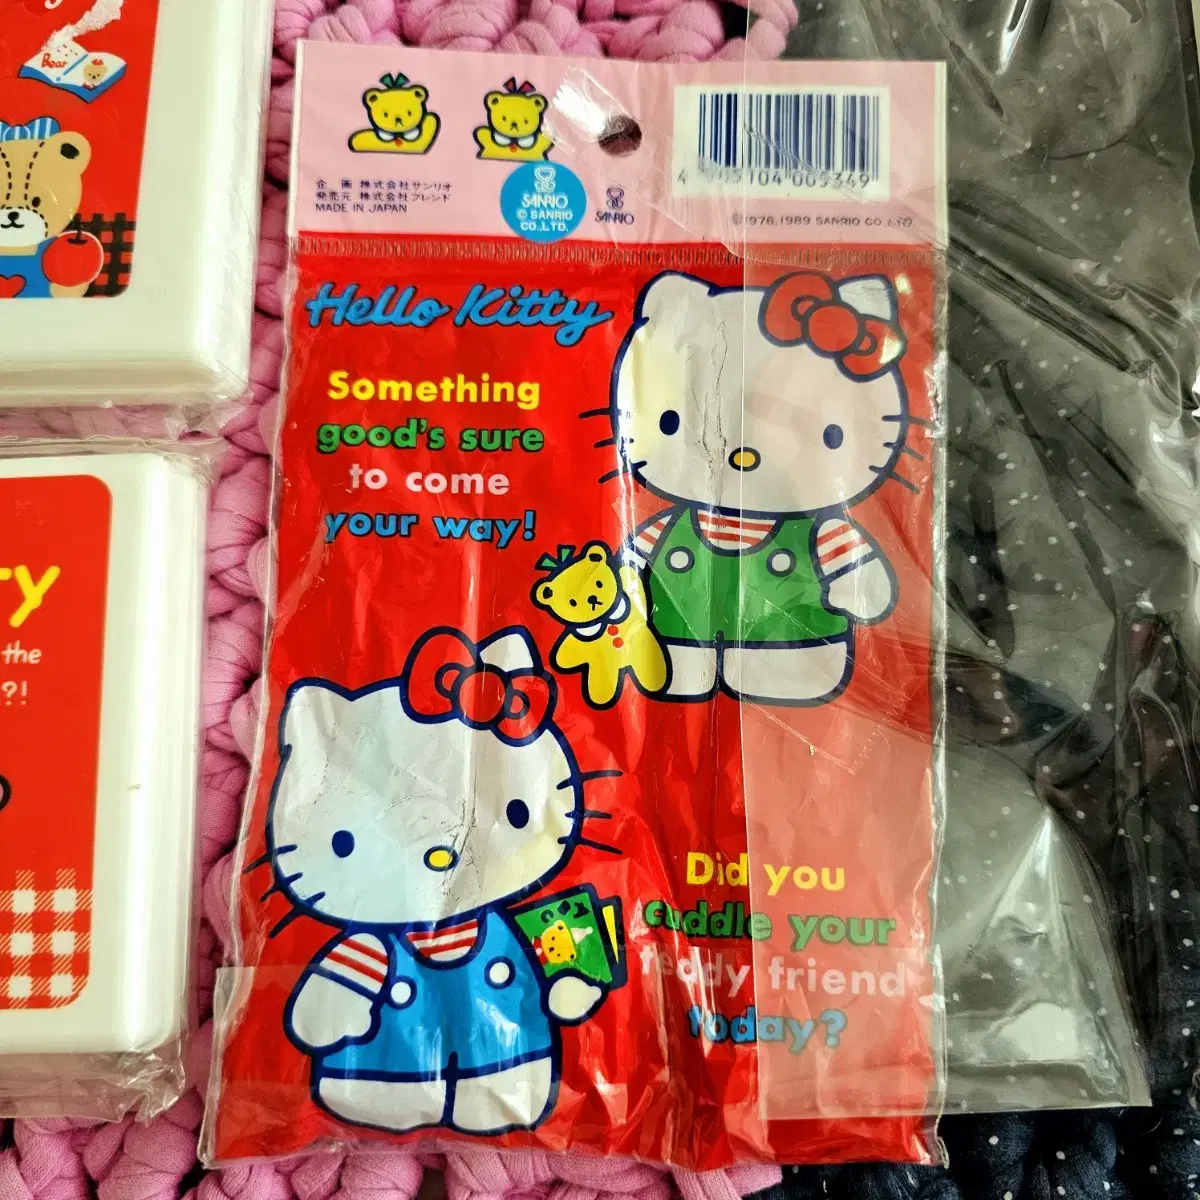 Bear
企 画 株式会社サンリオ
発売元 株式会社フレンド
MADE IN JAPAN
SANRIO
© SANRIO
CO.,LTD.
SANRIO
©1976, 1989 SANRIO CO.,LTD.
Hello Kitty
Something
good's sure
to come
your way!
Did you
cuddle your
teddy friend
today?
the
?!